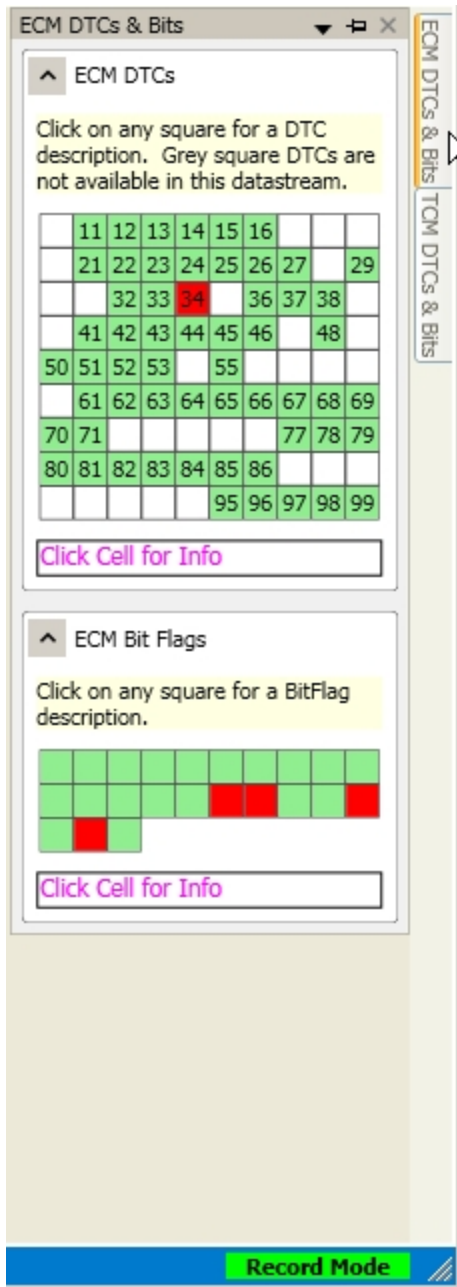 ECM DTCs & Bits
ECM DTCs
Click on any square for a DTC
description. Grey square DTCs are
not available in this datastream.
11 12 13 14 15 16
21 22 23 24 25 26 27 29
32 33 34 36 37 38
41 42 43 44 45 46 48
50 51 52 53 55
61 62 63 64 65 66 67 68 69
70 71 77 78 79
80 81 82 83 84 85 86
95 96 97 98 99
Click Cell for Info
ECM Bit Flags
Click on any square for a BitFlag
description.
Click Cell for Info
ECM DTCs & Bits
TCM DTCs & Bits
Record Mode